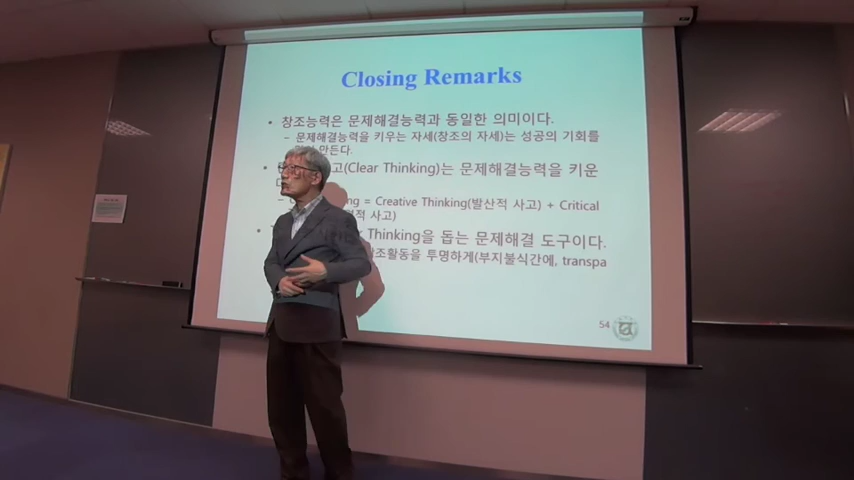 Closing Remarks
• 창조능력은 문제해결능력과 동일한 의미이다.
– 문제해결능력을 키우는 자세(창조의 자세)는 성공의 기회를
만든다.
• 고(Clear Thinking)는 문제해결능력을 키운
= Creative Thinking(발산적 사고) + Critical
적 사고)
• Thinking을 돕는 문제해결 도구이다.
조활동을 투명하게(부지불식간에, transpa
54